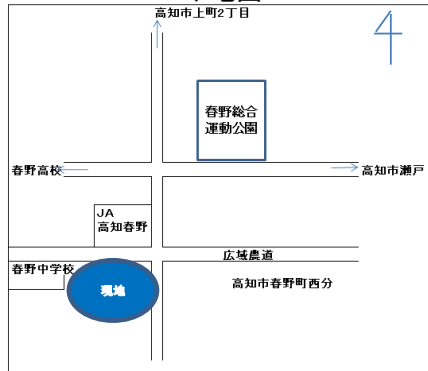 高知市上町2丁目
春野総合
運動公園
春野高校
高知市瀬戸
JA
高知春野
広域農道
春野中学校
高知市春野町西分
現地